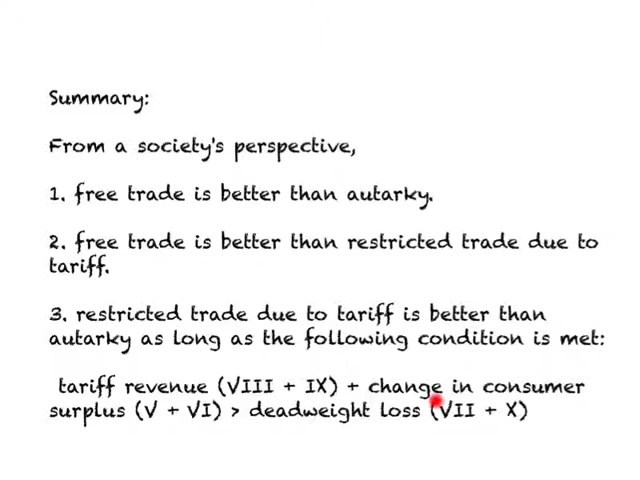 Summary:
From a society's perspective,
1. free trade is better than autarky.
2. free trade is better than restricted trade due to
tariff.
3. restricted trade due to tariff is better than
autarky as long as the following condition is met:
tariff revenue (VIII + IX) + change in consumer
surplus (V + VI) > deadweight loss (VII + X)